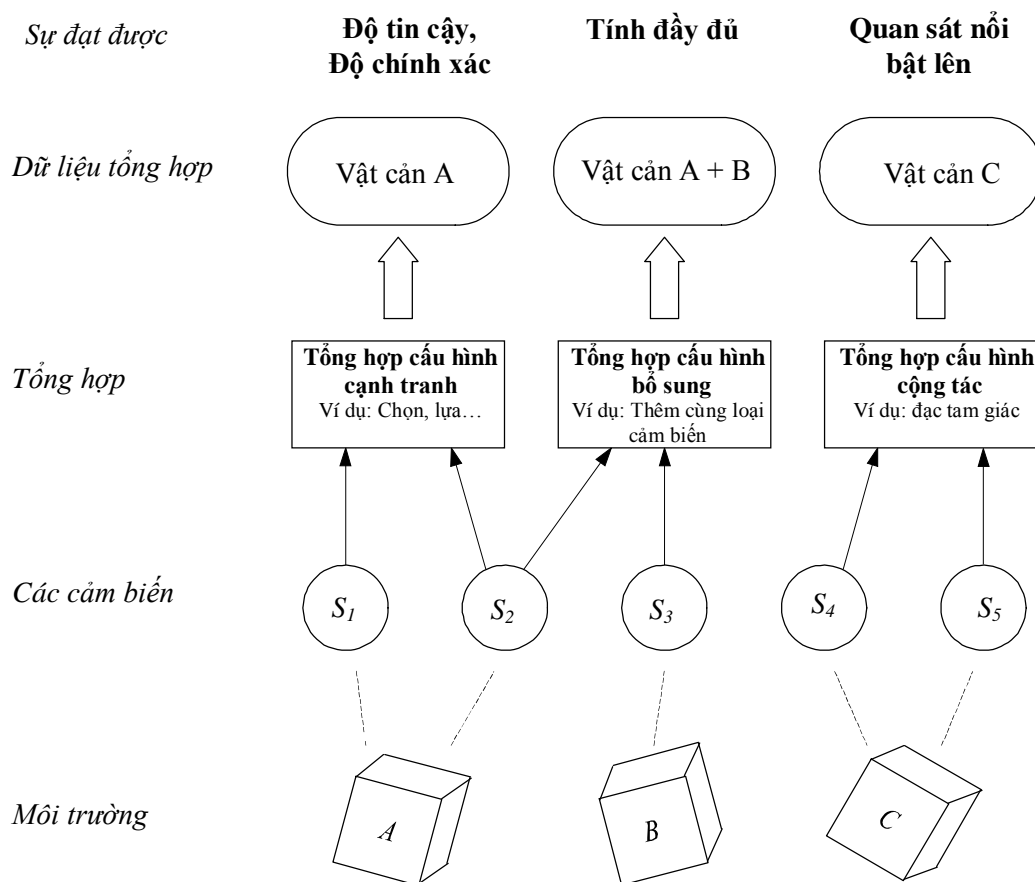 Sự đạt được
Độ tin cậy,
Độ chính xác
Tính đầy đủ
Quan sát nổi
bật lên
Dữ liệu tổng hợp
Vật cản A
Vật cản A + B
Vật cản C
Tổng hợp
Tổng hợp cấu hình
cạnh tranh
Ví dụ: Chọn, lựa…
Tổng hợp cấu hình
bổ sung
Ví dụ: Thêm cùng loại
cảm biến
Tổng hợp cấu hình
cộng tác
Ví dụ: đạc tam giác
Các cảm biến
S1
S2
S3
S4
S5
Môi trường
A
B
C